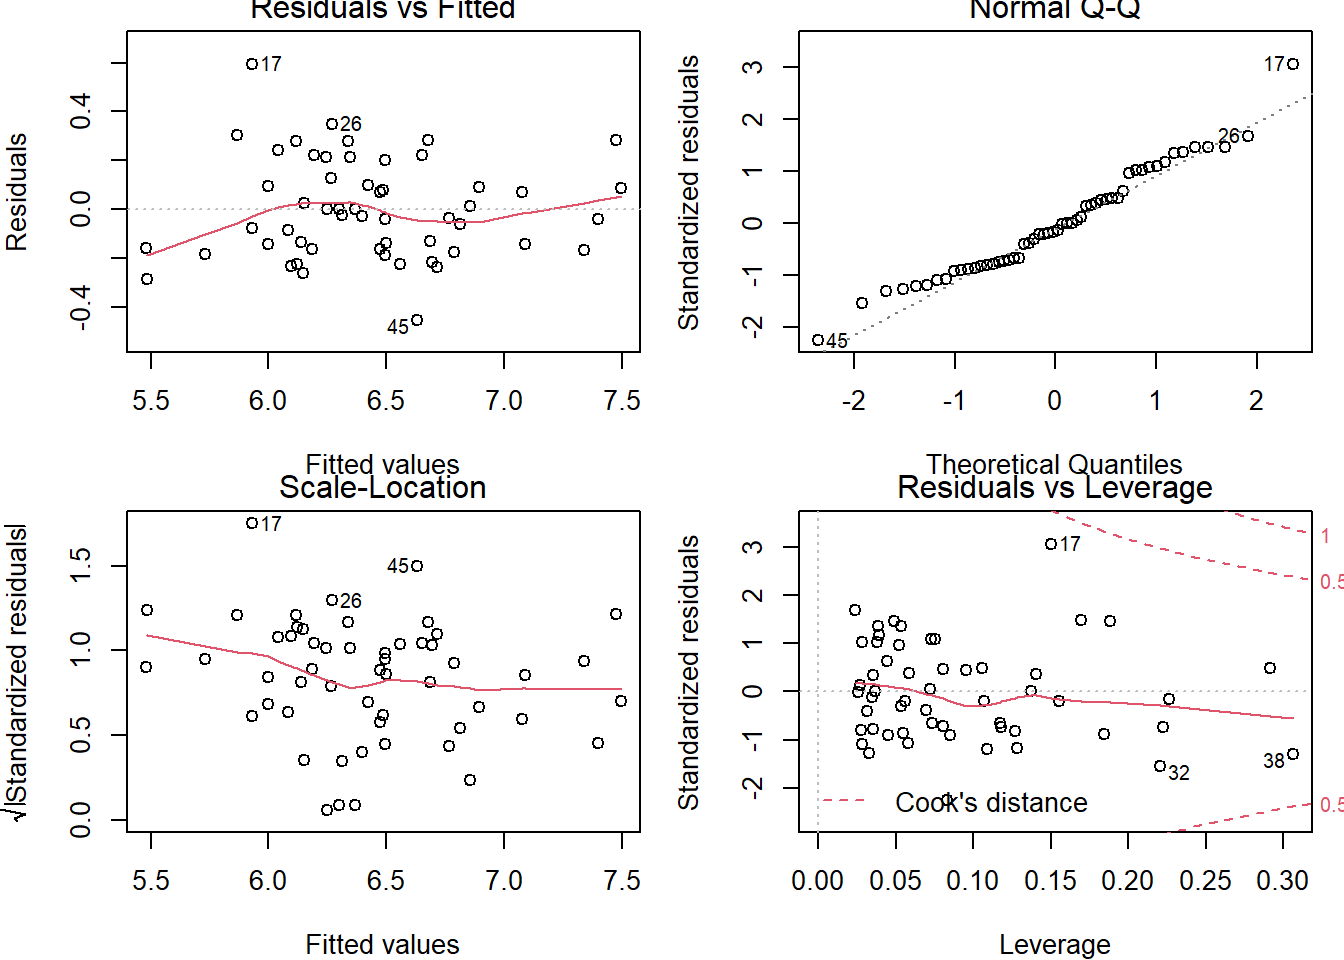 Residuals vs Fitted
Residuals
0.4
0.0
-0.4
17
26
45
5.5 6.0 6.5 7.0 7.5
Fitted values
Normal Q-Q
Standardized residuals
3
2
1
0
-1
-2
17
26
45
-2 -1 0 1 2
Theoretical Quantiles
Scale-Location
√|Standardized residuals|
1.5
1.0
0.5
0.0
17
45
26
5.5 6.0 6.5 7.0 7.5
Fitted values
Residuals vs Leverage
Standardized residuals
3
2
1
0
-1
-2
17
1
0.5
38
32
0.5
Cook's distance
0.00 0.05 0.10 0.15 0.20 0.25 0.30
Leverage